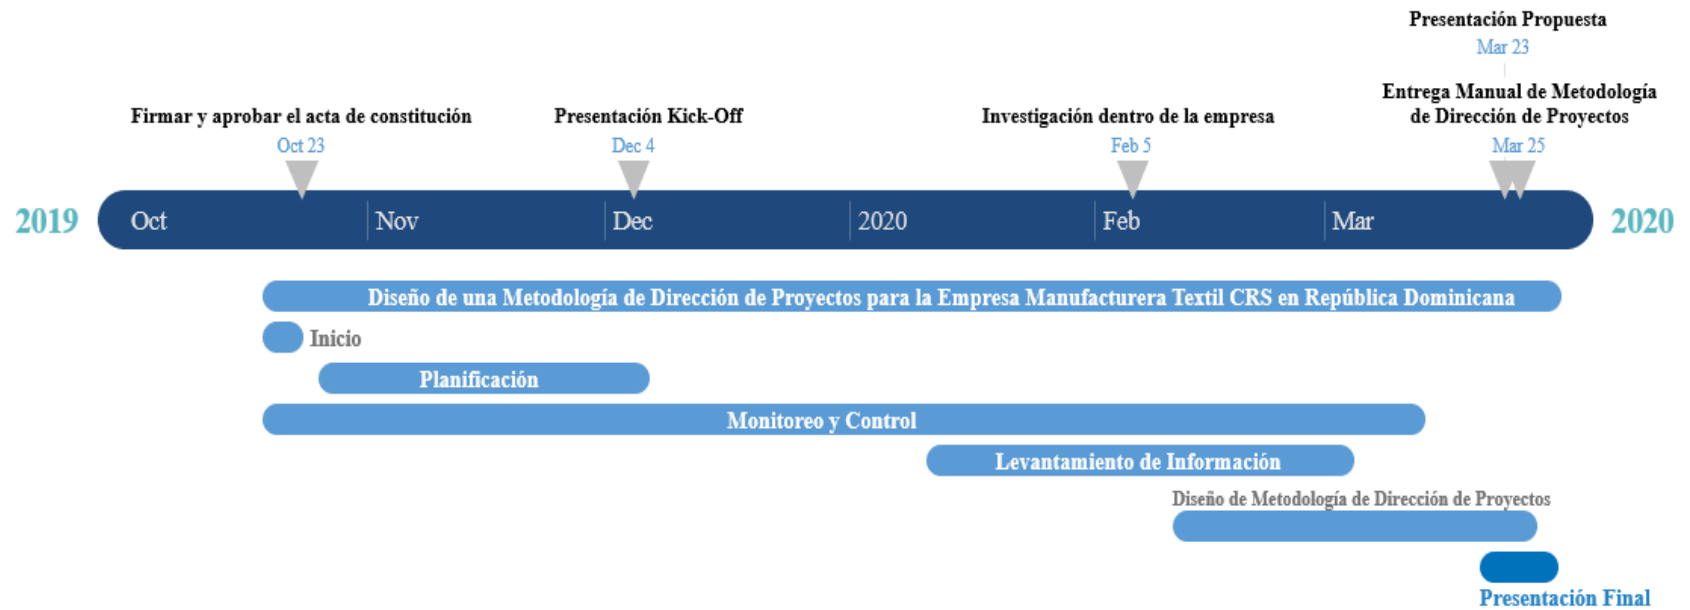 Presentación Propuesta
Mar 23
Entrega Manual de Metodología
de Dirección de Proyectos
Mar 25
Firmar y aprobar el acta de constitución
Oct 23
Presentación Kick-Off
Dec 4
Investigación dentro de la empresa
Feb 5
2019
Oct
Nov
Dec
2020
Feb
Mar
2020
Diseño de una Metodología de Dirección de Proyectos para la Empresa Manufacturera Textil CRS en República Dominicana
Inicio
Planificación
Monitoreo y Control
Levantamiento de Información
Diseño de Metodología de Dirección de Proyectos
Presentación Final